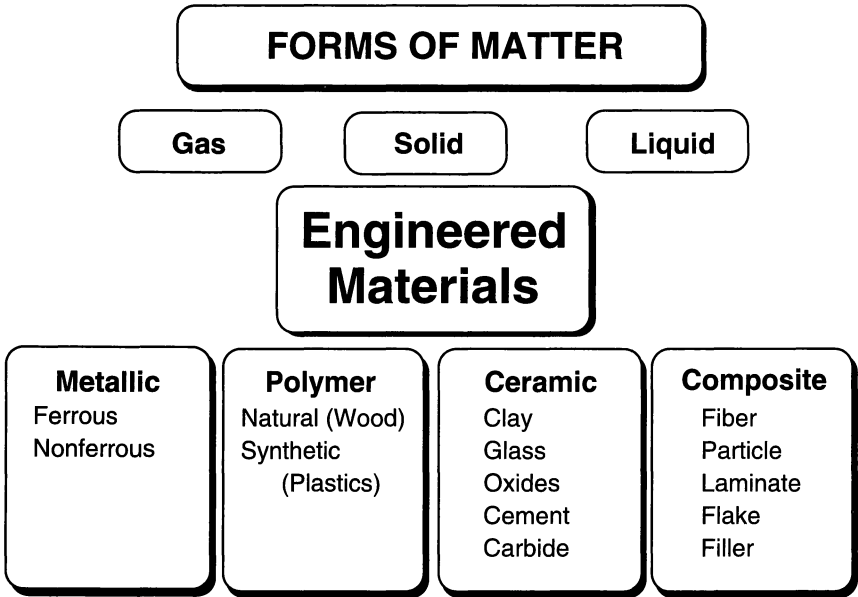 FORMS OF MATTER
Gas
Solid
Liquid
Engineered
Materials
Metallic
Ferrous
Nonferrous
Polymer
Natural (Wood)
Synthetic
(Plastics)
Ceramic
Clay
Glass
Oxides
Cement
Carbide
Composite
Fiber
Particle
Laminate
Flake
Filler